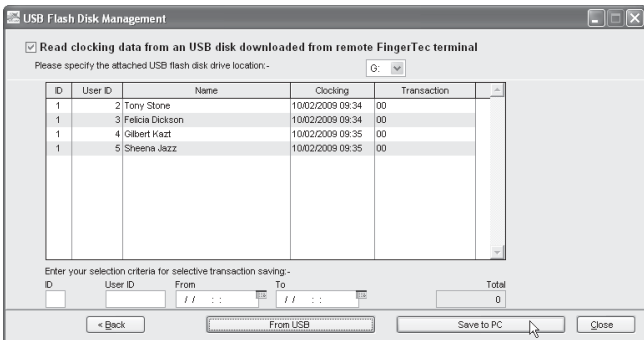 USB Flash Disk Management
Read clocking data from an USB disk downloaded from remote FingerTec terminal
Please specify the attached USB flash disk drive location:- G:
ID User ID Name Clocking Transaction
1 2 Tony Stone 10/02/2009 09:34 00
1 3 Felicia Dickson 10/02/2009 09:34 00
1 4 Gilbert Kazt 10/02/2009 09:35 00
1 5 Sheena Jazz 10/02/2009 09:35 00
Enter your selection criteria for selective transaction saving:-
ID User ID From To Total
/ / : : / / : : 0
< Back From USB Save to PC Close